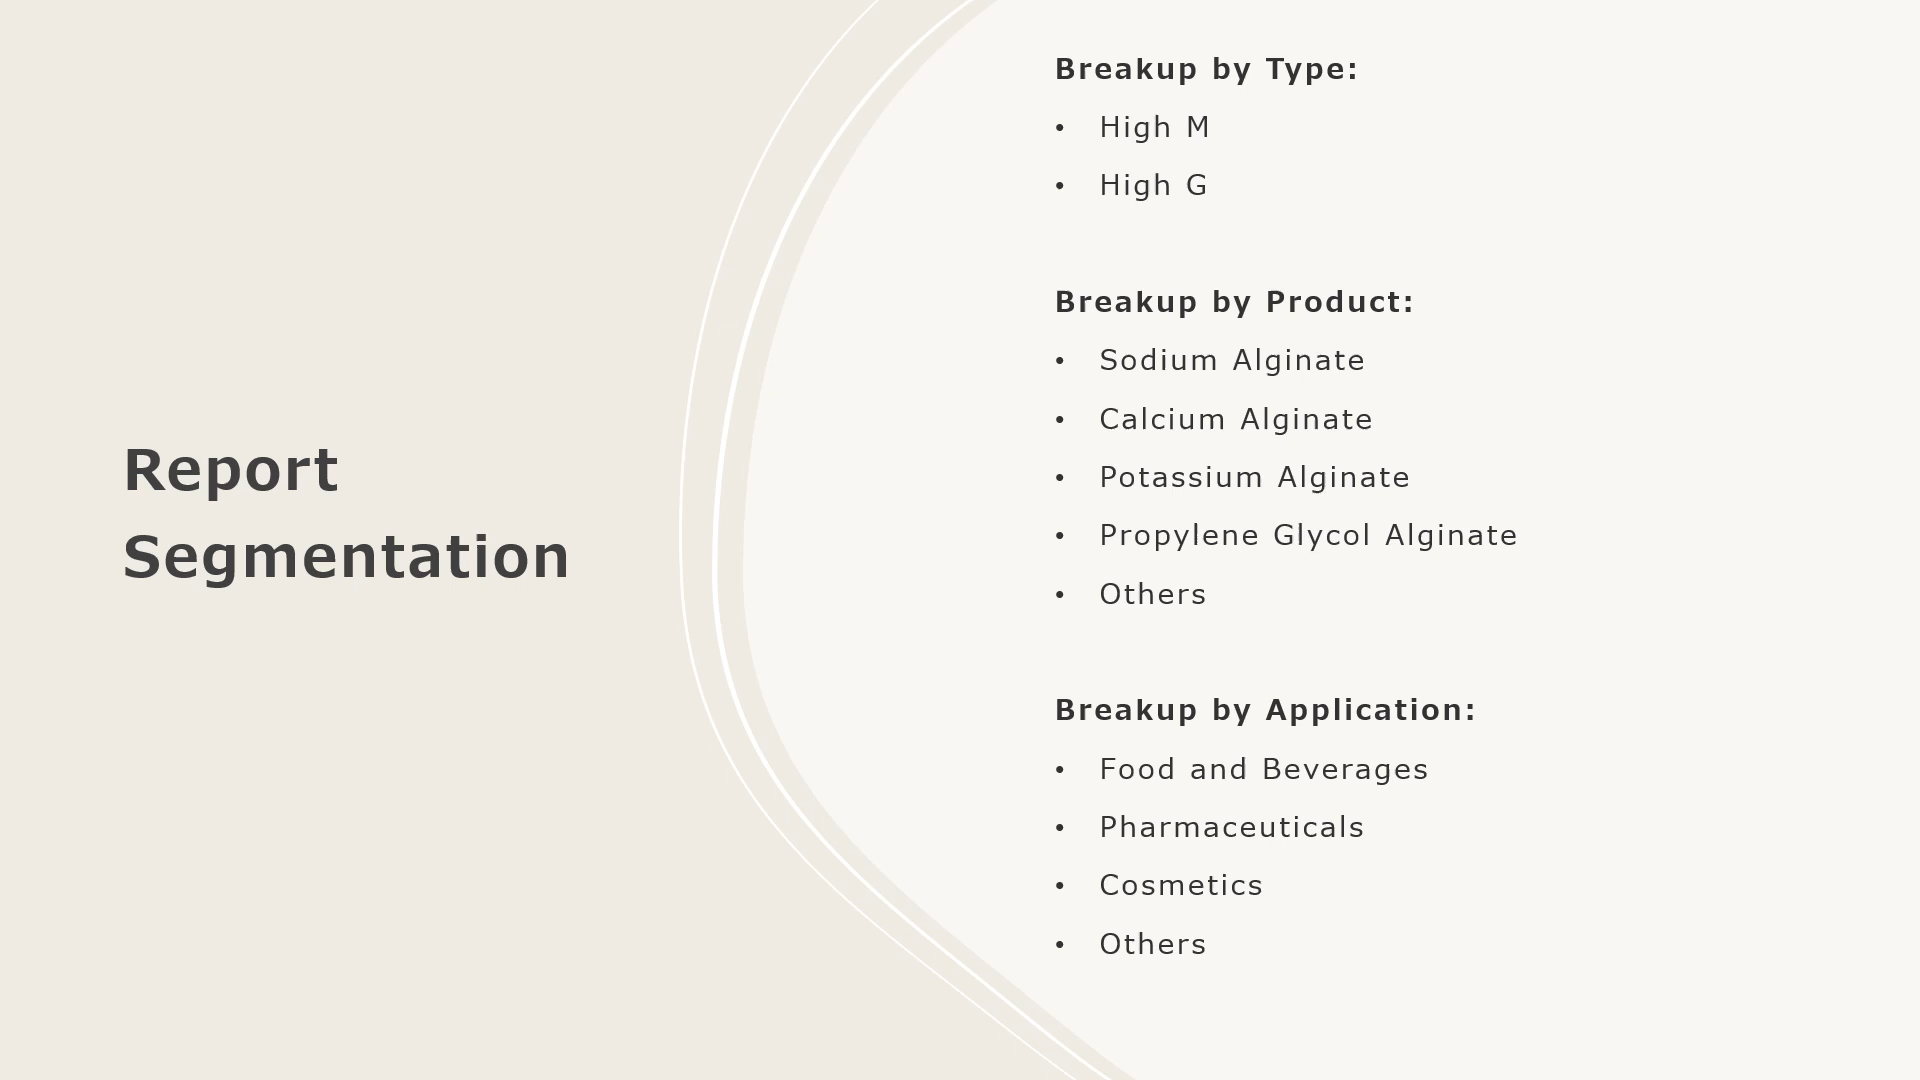 Report
Segmentation
Breakup by Type:
• High M
• High G
Breakup by Product:
• Sodium Alginate
• Calcium Alginate
• Potassium Alginate
• Propylene Glycol Alginate
• Others
Breakup by Application:
• Food and Beverages
• Pharmaceuticals
• Cosmetics
• Others